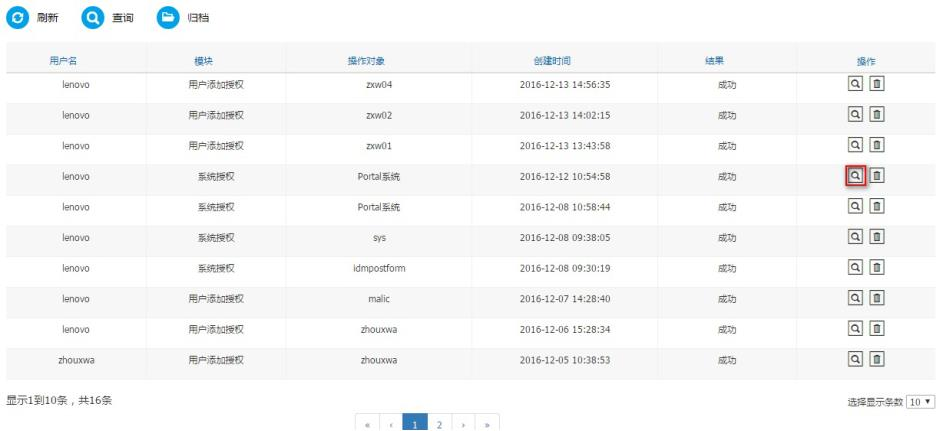 刷新 查询 归档
用户名 模块 操作对象 创建时间 结果 操作
lenovo 用户添加授权 zxw04 2016-12-13 14:56:35 成功
lenovo 用户添加授权 zxw02 2016-12-13 14:02:15 成功
lenovo 用户添加授权 zxw01 2016-12-13 13:43:58 成功
lenovo 系统授权 Portal系统 2016-12-12 10:54:58 成功
lenovo 系统授权 Portal系统 2016-12-08 10:58:44 成功
lenovo 系统授权 sys 2016-12-08 09:38:05 成功
lenovo 系统授权 idmpostform 2016-12-08 09:30:19 成功
lenovo 用户添加授权 malic 2016-12-07 14:28:40 成功
lenovo 用户添加授权 zhouxwa 2016-12-06 15:28:34 成功
zhouxwa 用户添加授权 zhouxwa 2016-12-05 10:38:53 成功
显示1到10条，共16条 选择显示条数 10
« ‹ 1 2 › »